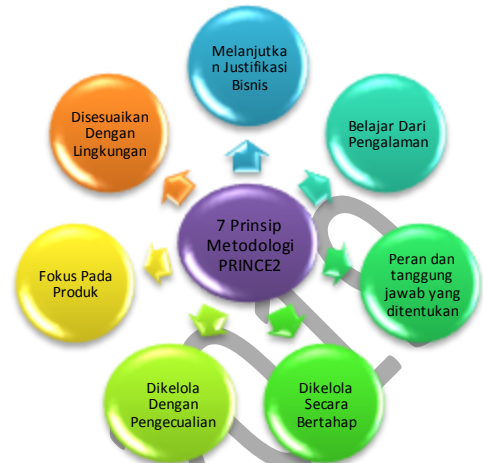 Melanjutka
n Justifikasi
Bisnis
Belajar Dari
Pengalaman
Peran dan
tanggung
jawab yang
ditentukan
Dikelola
Secara
Bertahap
Dikelola
Dengan
Pengecualian
Fokus Pada
Produk
Disesuaikan
Dengan
Lingkungan
7 Prinsip
Metodologi
PRINCE2